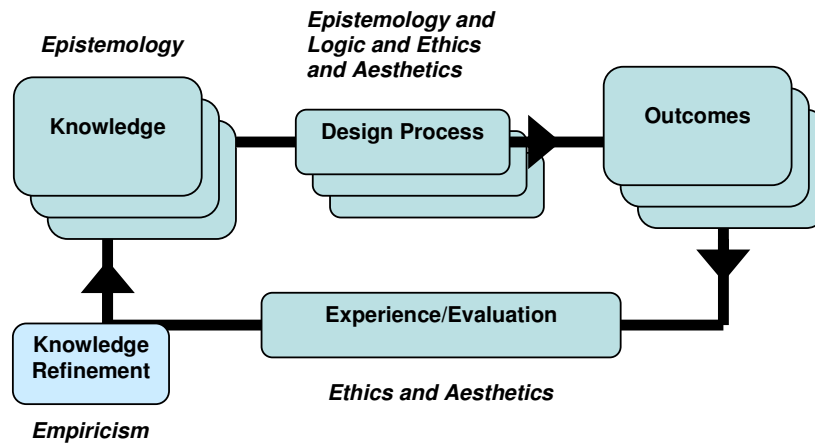 Epistemology
Epistemology and
Logic and Ethics
and Aesthetics
Knowledge
Design Process
Outcomes
Experience/Evaluation
Knowledge
Refinement
Ethics and Aesthetics
Empiricism